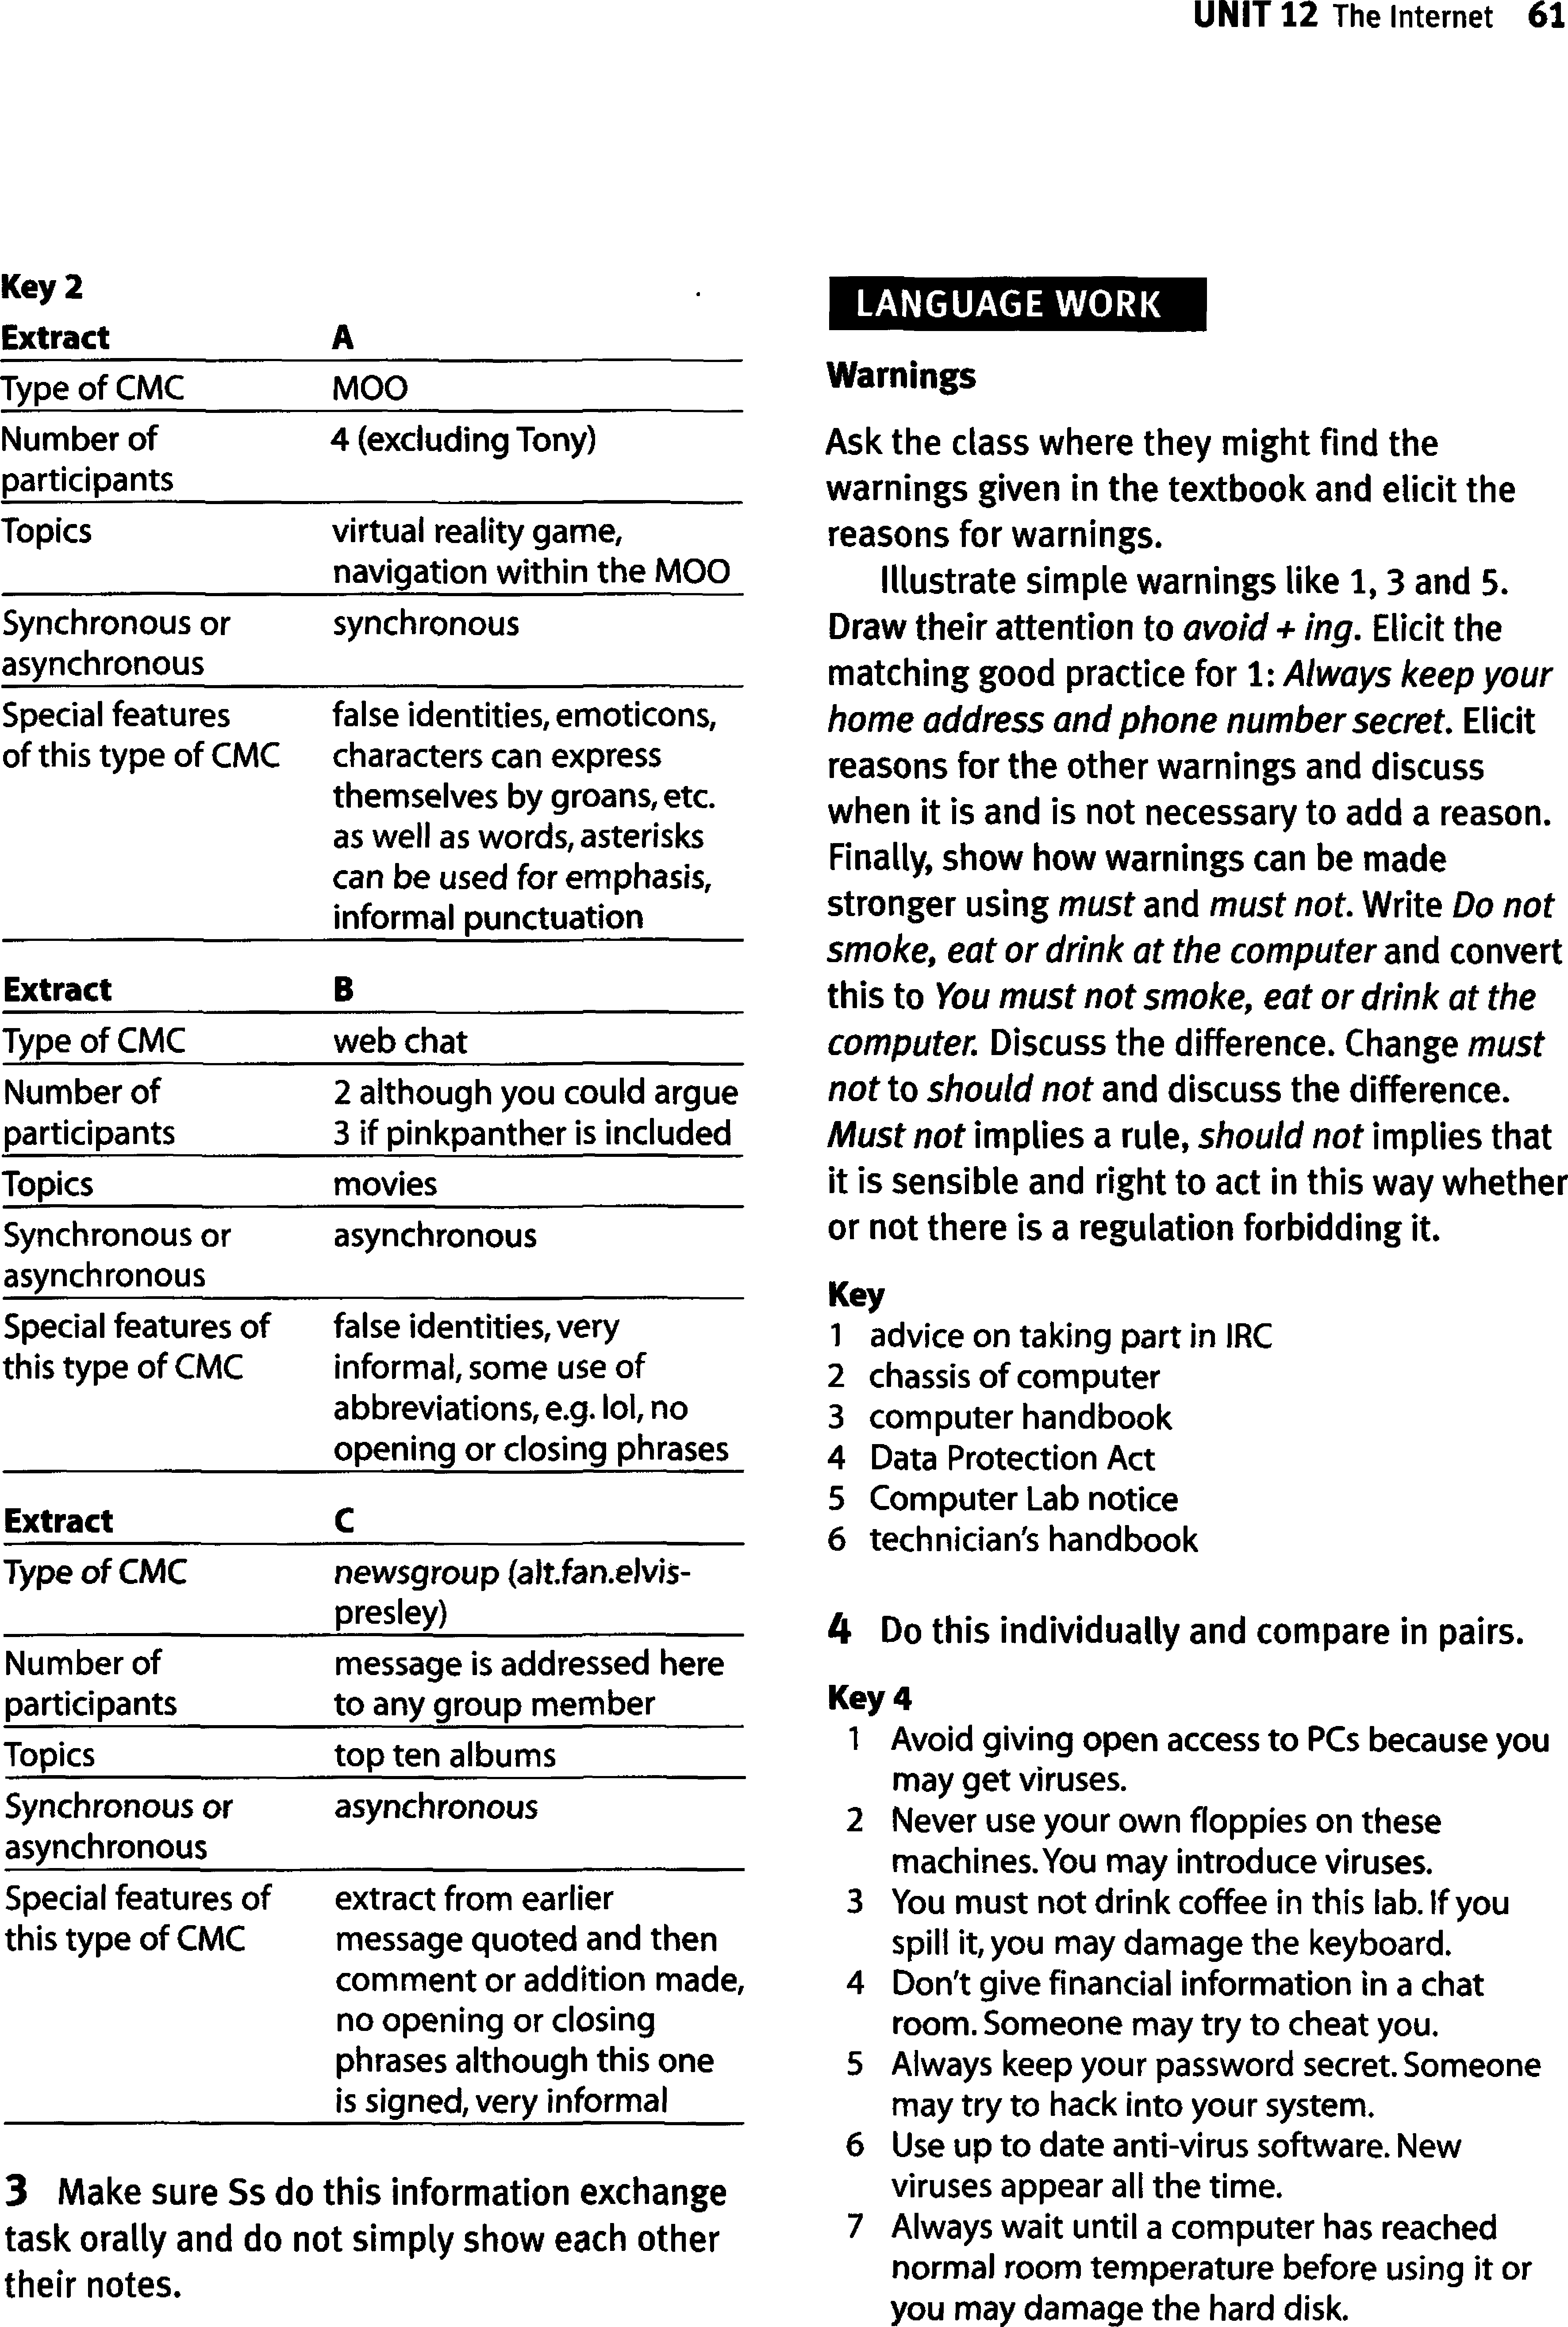 UNIT 12 The Internet 61
Key 2
Extract A
Type of CMC MOO
Number of 4 (excluding Tony)
participants
Topics virtual reality game,
navigation within the MOO
Synchronous or synchronous
asynchronous
Special features false identities, emoticons,
of this type of CMC characters can express
themselves by groans, etc.
as well as words, asterisks
can be used for emphasis,
informal punctuation
Extract B
Type of CMC web chat
Number of 2 although you could argue
participants 3 if pinkpanther is included
Topics movies
Synchronous or asynchronous
asynchronous
Special features of false identities, very
this type of CMC informal, some use of
abbreviations, e.g. lol, no
opening or closing phrases
Extract C
Type of CMC newsgroup (alt.fan.elvis-
presley)
Number of message is addressed here
participants to any group member
Topics top ten albums
Synchronous or asynchronous
asynchronous
Special features of extract from earlier
this type of CMC message quoted and then
comment or addition made,
no opening or closing
phrases although this one
is signed, very informal
3 Make sure Ss do this information exchange
task orally and do not simply show each other
their notes.
LANGUAGE WORK
Warnings
Ask the class where they might find the
warnings given in the textbook and elicit the
reasons for warnings.
Illustrate simple warnings like 1, 3 and 5.
Draw their attention to avoid + ing. Elicit the
matching good practice for 1: Always keep your
home address and phone number secret. Elicit
reasons for the other warnings and discuss
when it is and is not necessary to add a reason.
Finally, show how warnings can be made
stronger using must and must not. Write Do not
smoke, eat or drink at the computer and convert
this to You must not smoke, eat or drink at the
computer. Discuss the difference. Change must
not to should not and discuss the difference.
Must not implies a rule, should not implies that
it is sensible and right to act in this way whether
or not there is a regulation forbidding it.
Key
1 advice on taking part in IRC
2 chassis of computer
3 computer handbook
4 Data Protection Act
5 Computer Lab notice
6 technician's handbook
4 Do this individually and compare in pairs.
Key 4
1 Avoid giving open access to PCs because you
may get viruses.
2 Never use your own floppies on these
machines. You may introduce viruses.
3 You must not drink coffee in this lab. If you
spill it, you may damage the keyboard.
4 Don't give financial information in a chat
room. Someone may try to cheat you.
5 Always keep your password secret. Someone
may try to hack into your system.
6 Use up to date anti-virus software. New
viruses appear all the time.
7 Always wait until a computer has reached
normal room temperature before using it or
you may damage the hard disk.